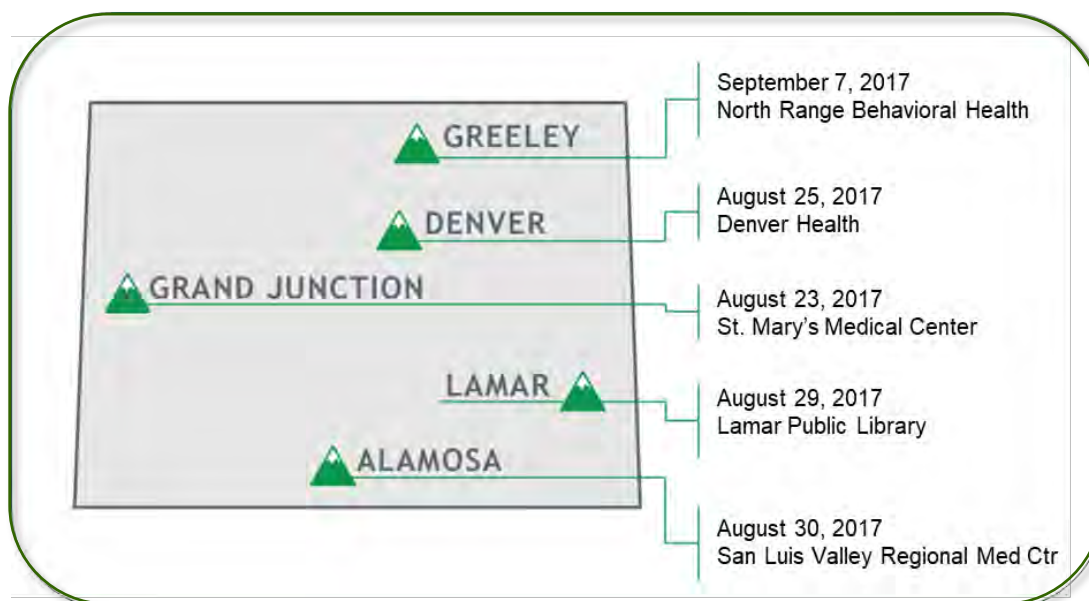 GREELEY
September 7, 2017
North Range Behavioral Health
DENVER
August 25, 2017
Denver Health
GRAND JUNCTION
August 23, 2017
St. Mary's Medical Center
LAMAR
August 29, 2017
Lamar Public Library
ALAMOSA
August 30, 2017
San Luis Valley Regional Med Ctr